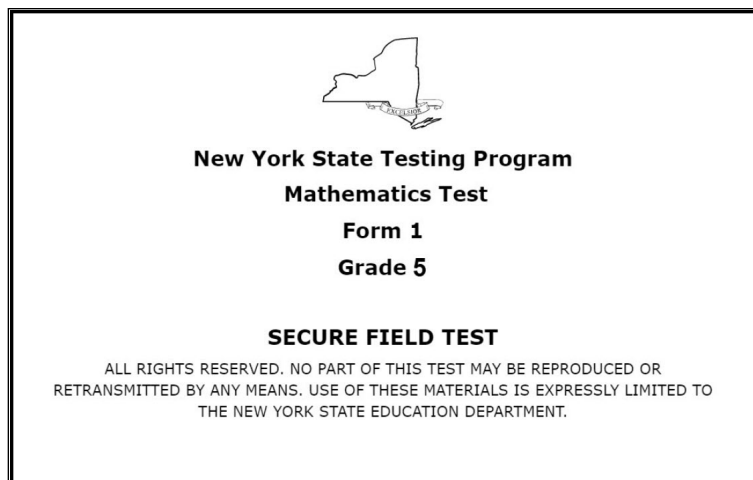 EXCELSIOR
New York State Testing Program
Mathematics Test
Form 1
Grade 5
SECURE FIELD TEST
ALL RIGHTS RESERVED. NO PART OF THIS TEST MAY BE REPRODUCED OR
RETRANSMITTED BY ANY MEANS. USE OF THESE MATERIALS IS EXPRESSLY LIMITED TO
THE NEW YORK STATE EDUCATION DEPARTMENT.